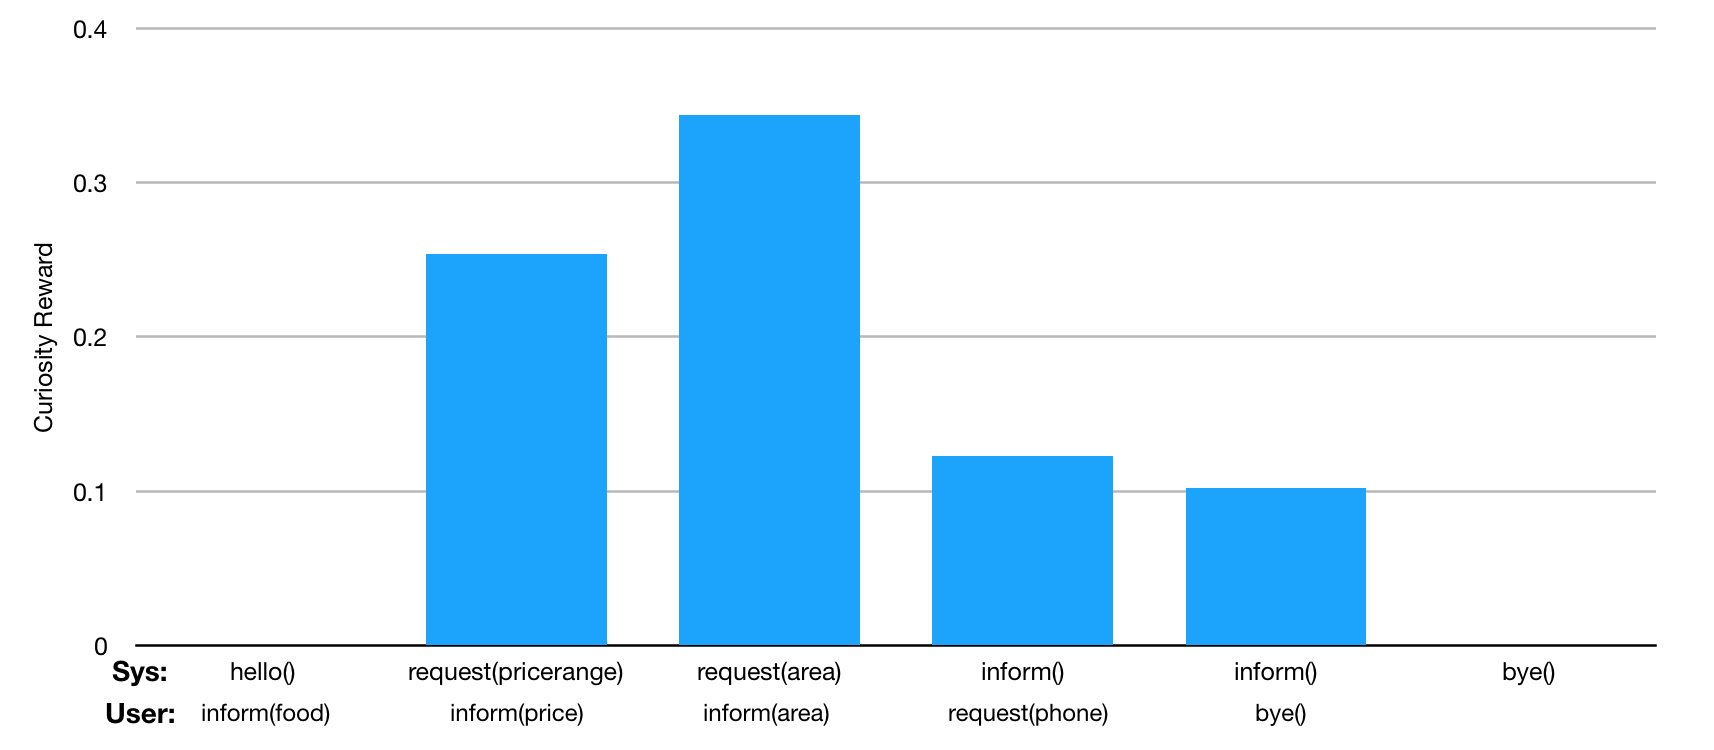 0.4
0.3
0.2
0.1
0
Curiosity Reward
Sys: hello() request(pricerange) request(area) inform() inform() bye()
User: inform(food) inform(price) inform(area) request(phone) bye()